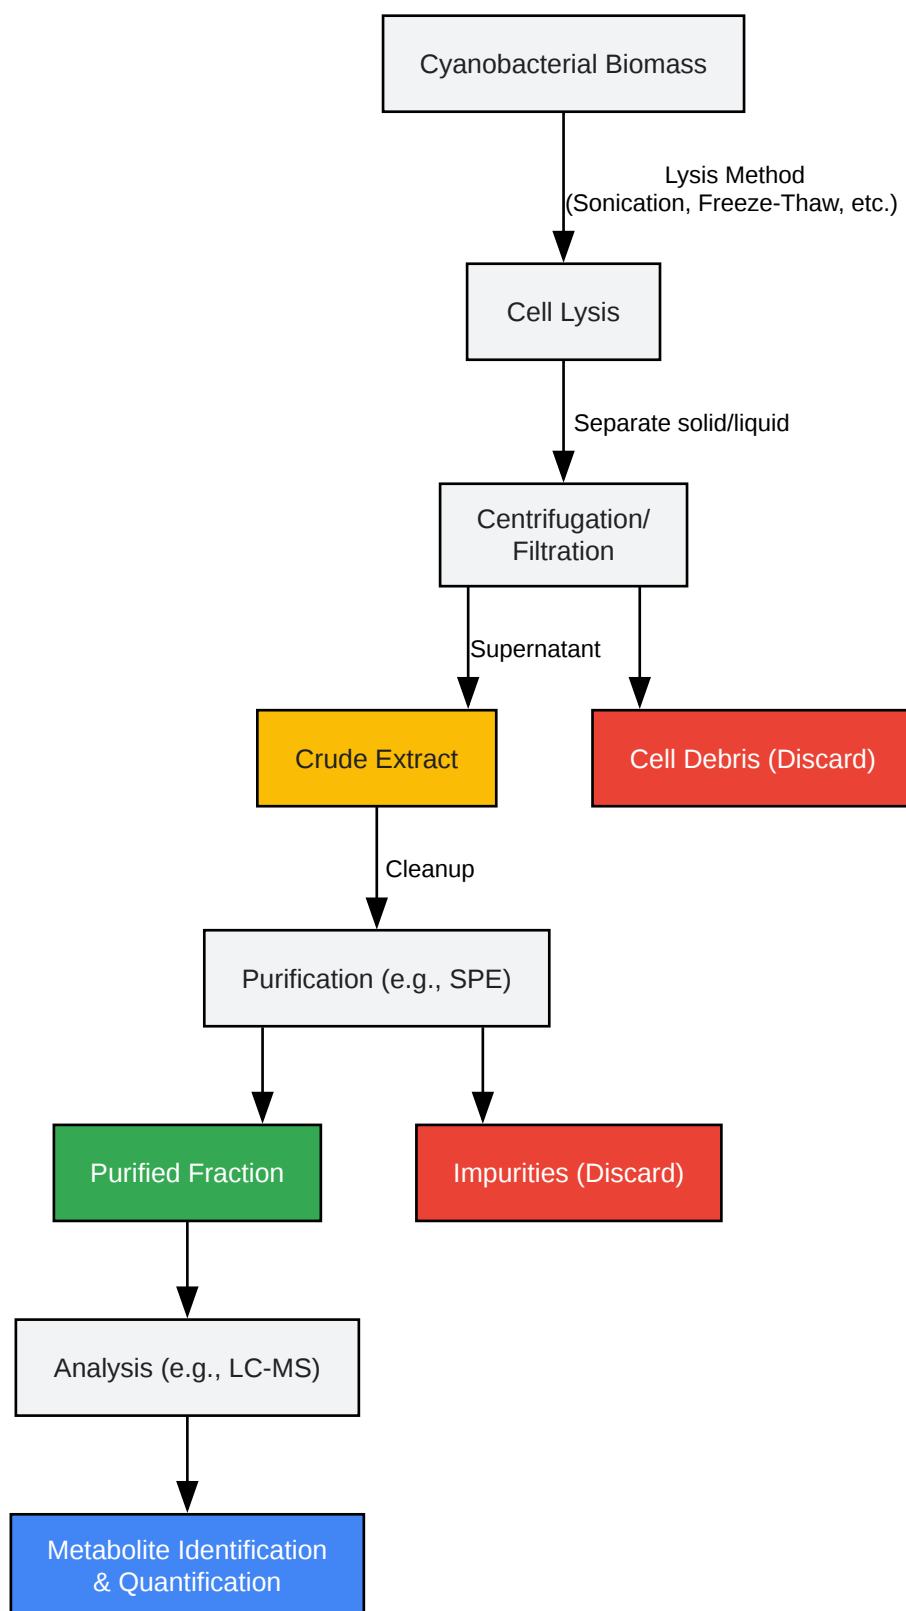 Cyanobacterial Biomass
Lysis Method
(Sonication, Freeze-Thaw, etc.)
Cell Lysis
Separate solid/liquid
Centrifugation/
Filtration
Supernatant
Crude Extract
Cell Debris (Discard)
Cleanup
Purification (e.g., SPE)
Purified Fraction
Impurities (Discard)
Analysis (e.g., LC-MS)
Metabolite Identification
& Quantification